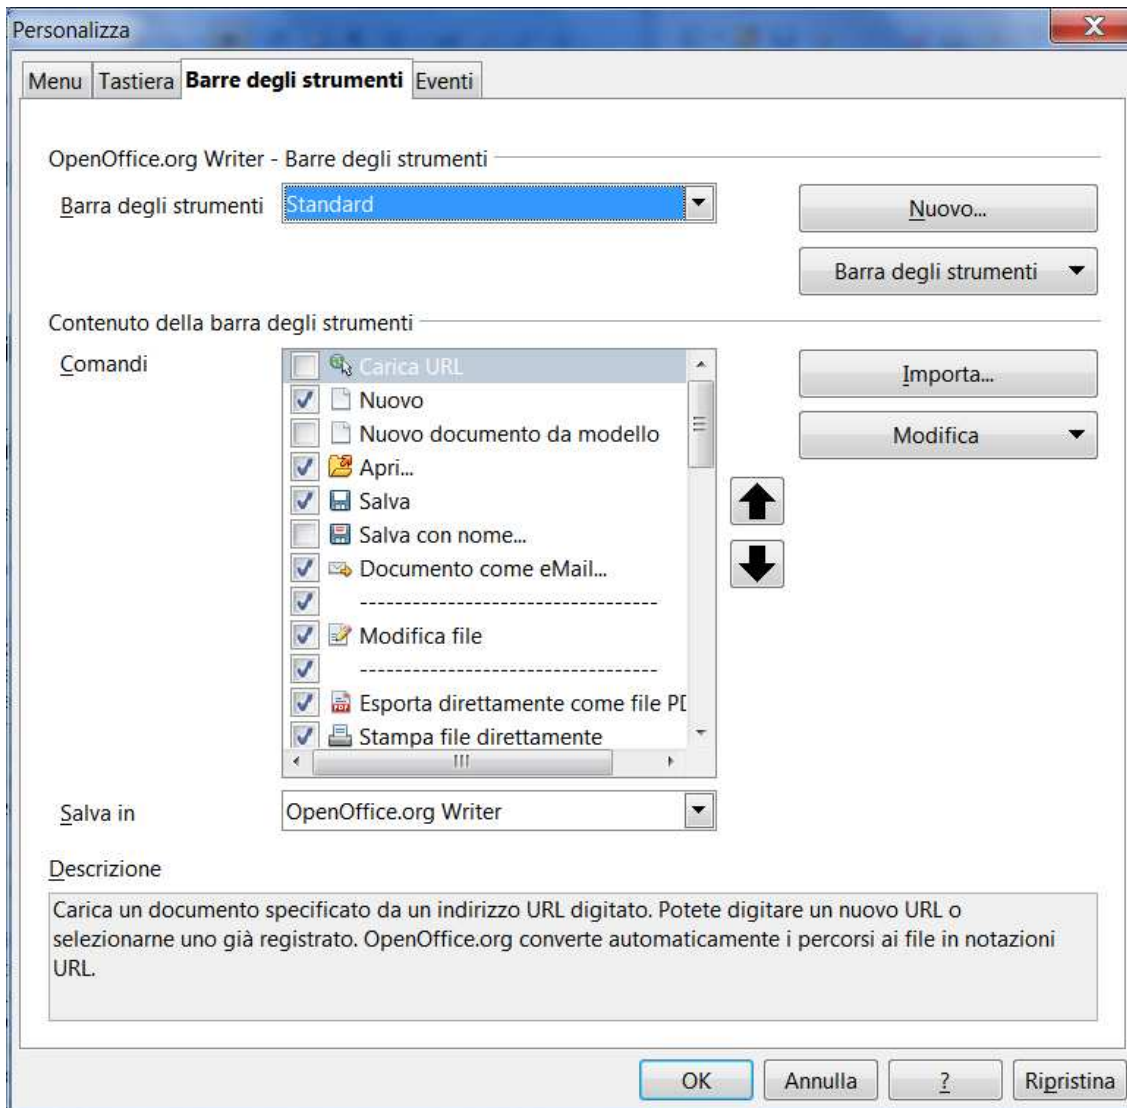 Personalizza
Menu Tastiera Barre degli strumenti Eventi
OpenOffice.org Writer - Barre degli strumenti
Barra degli strumenti Standard Nuovo...
Barra degli strumenti
Contenuto della barra degli strumenti
Comandi Carica URL Importa...
Nuovo
Nuovo documento da modello Modifica
Apri...
Salva
Salva con nome...
Documento come eMail...
---------------------------------
Modifica file
---------------------------------
Esporta direttamente come file
Stampa file direttamente
Salva in OpenOffice.org Writer
Descrizione
Carica un documento specificato da un indirizzo URL digitato. Potete digitare un nuovo URL o
selezionarne uno già registrato. OpenOffice.org converte automaticamente i percorsi ai file in notazioni
URL.
OK Annulla ? Ripristina